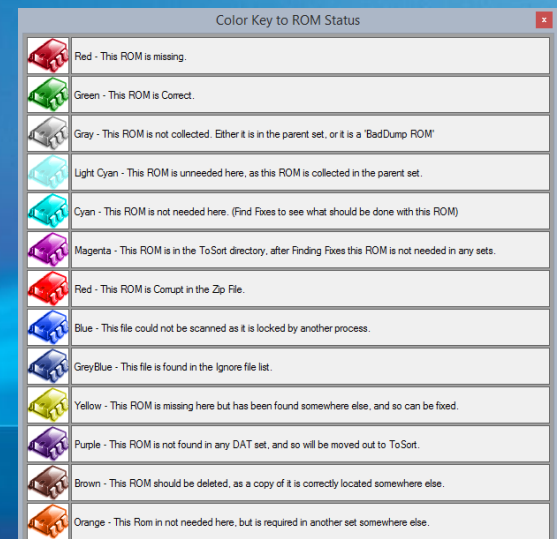 Color Key to ROM Status
x
Red - This ROM is missing.
Green - This ROM is Correct.
Gray - This ROM is not collected. Either it is in the parent set, or it is a 'BadDump ROM'
Light Cyan - This ROM is unneeded here, as this ROM is collected in the parent set.
Cyan - This ROM is not needed here. (Find Fixes to see what should be done with this ROM)
Magenta - This ROM is in the ToSort directory, after Finding Fixes this ROM is not needed in any sets.
Red - This ROM is Corrupt in the Zip File.
Blue - This file could not be scanned as it is locked by another process.
GreyBlue - This file is found in the Ignore file list.
Yellow - This ROM is missing here but has been found somewhere else, and so can be fixed.
Purple - This ROM is not found in any DAT set, and so will be moved out to ToSort.
Brown - This ROM should be deleted, as a copy of it is correctly located somewhere else.
Orange - This Rom in not needed here, but is required in another set somewhere else.